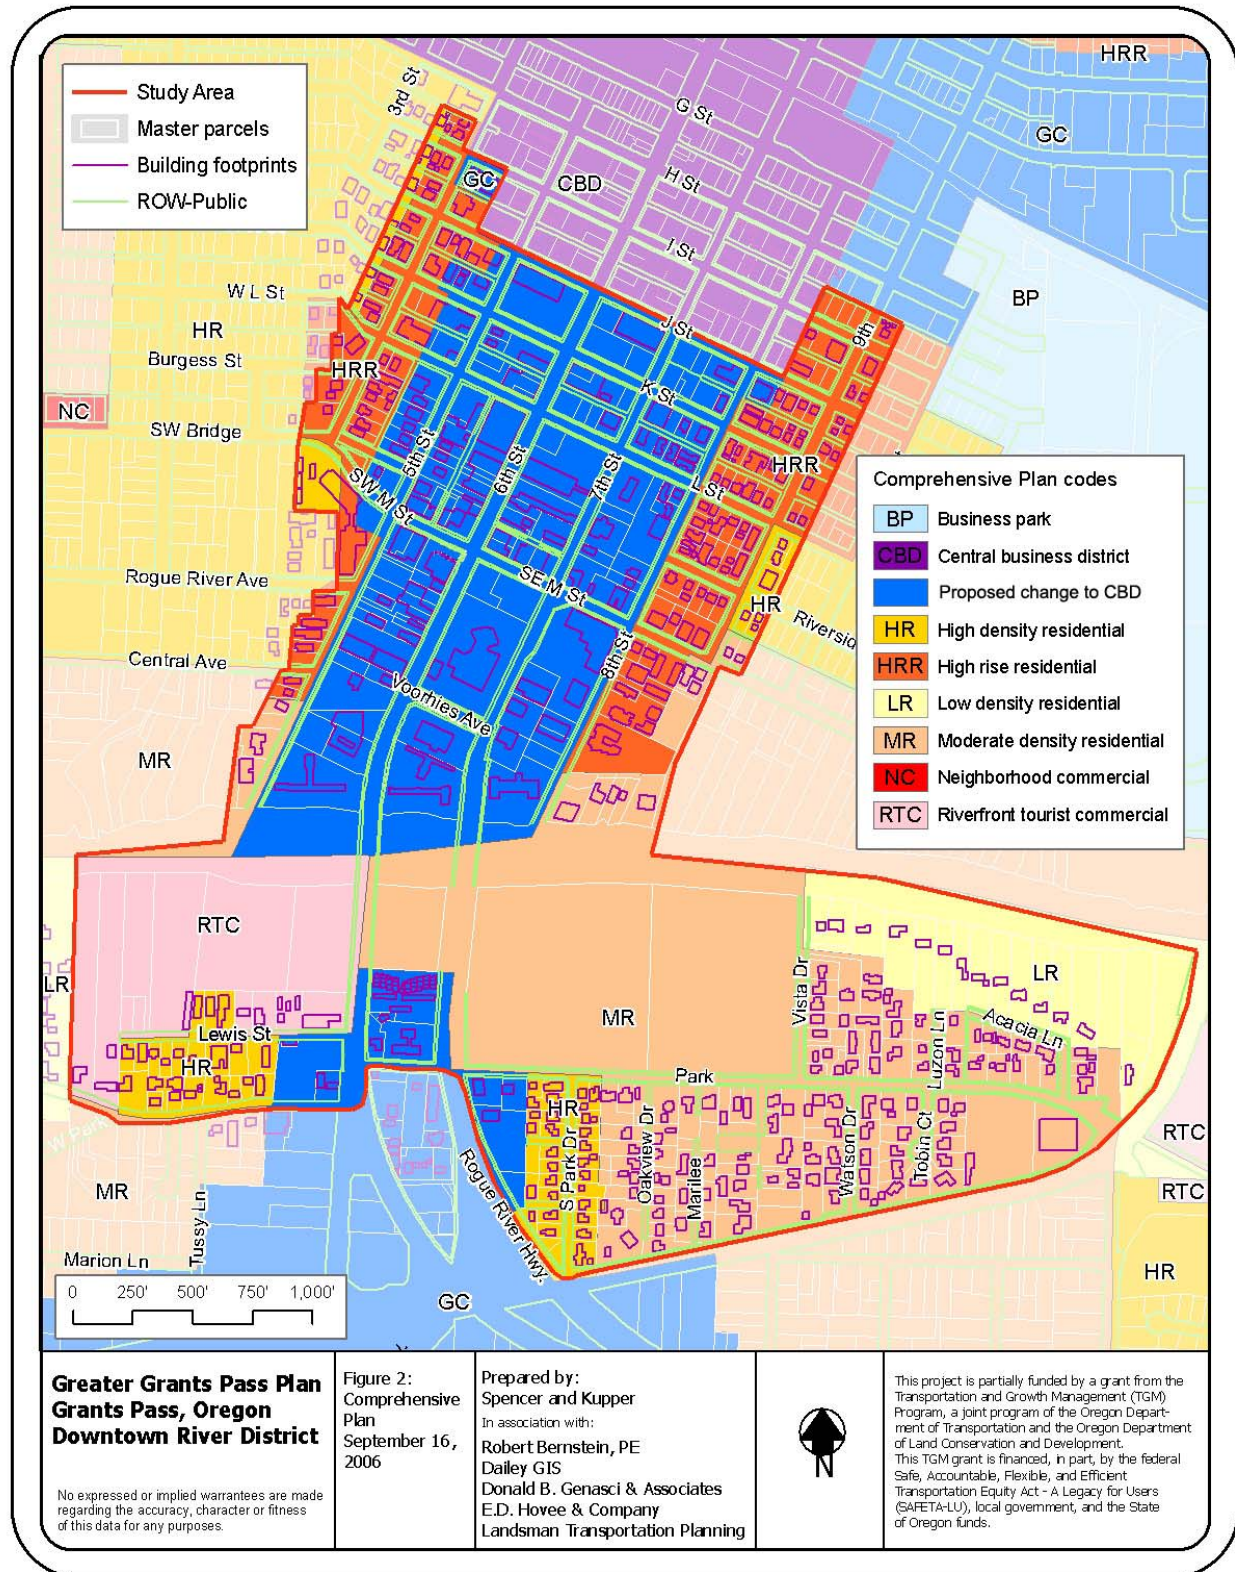 Study Area
Master parcels
Building footprints
ROW-Public
3rd St
HRR
G St
GC
GC
CBD
H St
I St
W L St
BP
HR
J St
9th
Burgess St
HRR
K St
NC
SW Bridge
5th St
6th St
7th St
L St
HRR
SW M St
Comprehensive Plan codes
BP Business park
CBD Central business district
Proposed change to CBD
HR High density residential
HRR High rise residential
LR Low density residential
MR Moderate density residential
NC Neighborhood commercial
RTC Riverfront tourist commercial
Rogue River Ave
SE M St
HR
Riversid
Central Ave
8th St
Voorhies Ave
MR
RTC
LR
LR
Vista Dr
MR
Lewis St
Acacia Ln
Luzon Ln
HR
Park
HR
W Park
S Park Dr
Oakview Dr
Marilee
Watson Dr
Tobin Ct
RTC
MR
Tussy Ln
Rogue River Hwy.
RTC
Marion Ln
HR
GC
0 250' 500' 750' 1,000'
Greater Grants Pass Plan
Grants Pass, Oregon
Downtown River District
No expressed or implied warrantees are made
regarding the accuracy, character or fitness
of this data for any purposes.
Figure 2:
Comprehensive
Plan
September 16,
2006
Prepared by:
Spencer and Kupper
In association with:
Robert Bernstein, PE
Dailey GIS
Donald B. Genasci & Associates
E.D. Hovee & Company
Landsman Transportation Planning
N
This project is partially funded by a grant from the
Transportation and Growth Management (TGM)
Program, a joint program of the Oregon Depart-
ment of Transportation and the Oregon Department
of Land Conservation and Development.
This TGM grant is financed, in part, by the federal
Safe, Accountable, Flexible, and Efficient
Transportation Equity Act - A Legacy for Users
(SAFETA-LU), local government, and the State
of Oregon funds.